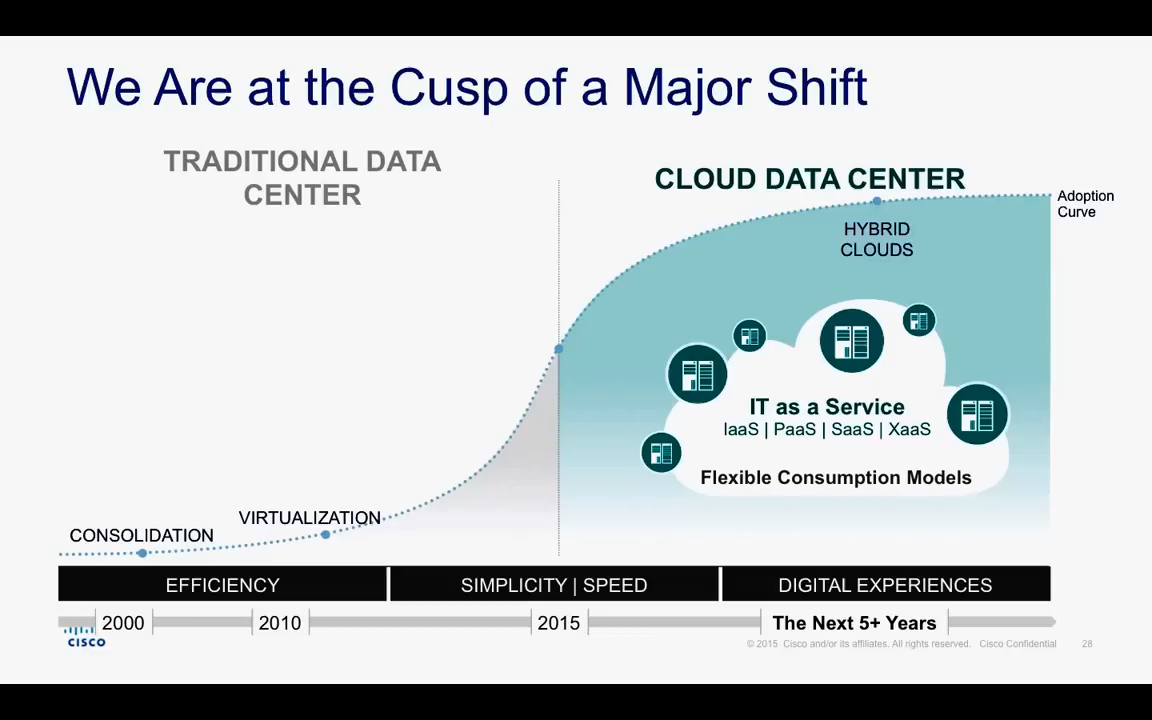 We Are at the Cusp of a Major Shift
TRADITIONAL DATA
CENTER
CLOUD DATA CENTER
Adoption
Curve
HYBRID
CLOUDS
IT as a Service
IaaS | PaaS | SaaS | XaaS
Flexible Consumption Models
VIRTUALIZATION
CONSOLIDATION
EFFICIENCY
SIMPLICITY | SPEED
DIGITAL EXPERIENCES
2000
2010
2015
The Next 5+ Years
CISCO
© 2015 Cisco and/or its affiliates. All rights reserved. Cisco Confidential
28